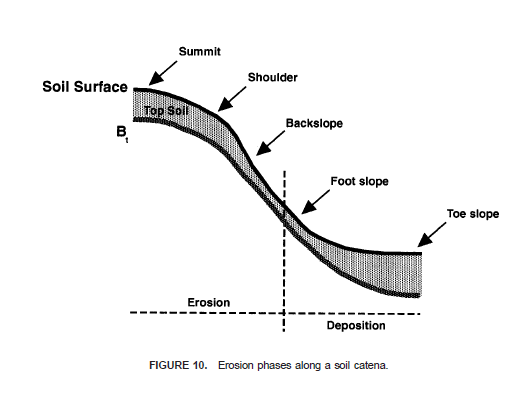 Summit
Shoulder
Soil Surface
Top Soil
Bt
Backslope
Foot slope
Toe slope
Erosion
Deposition
FIGURE 10. Erosion phases along a soil catena.